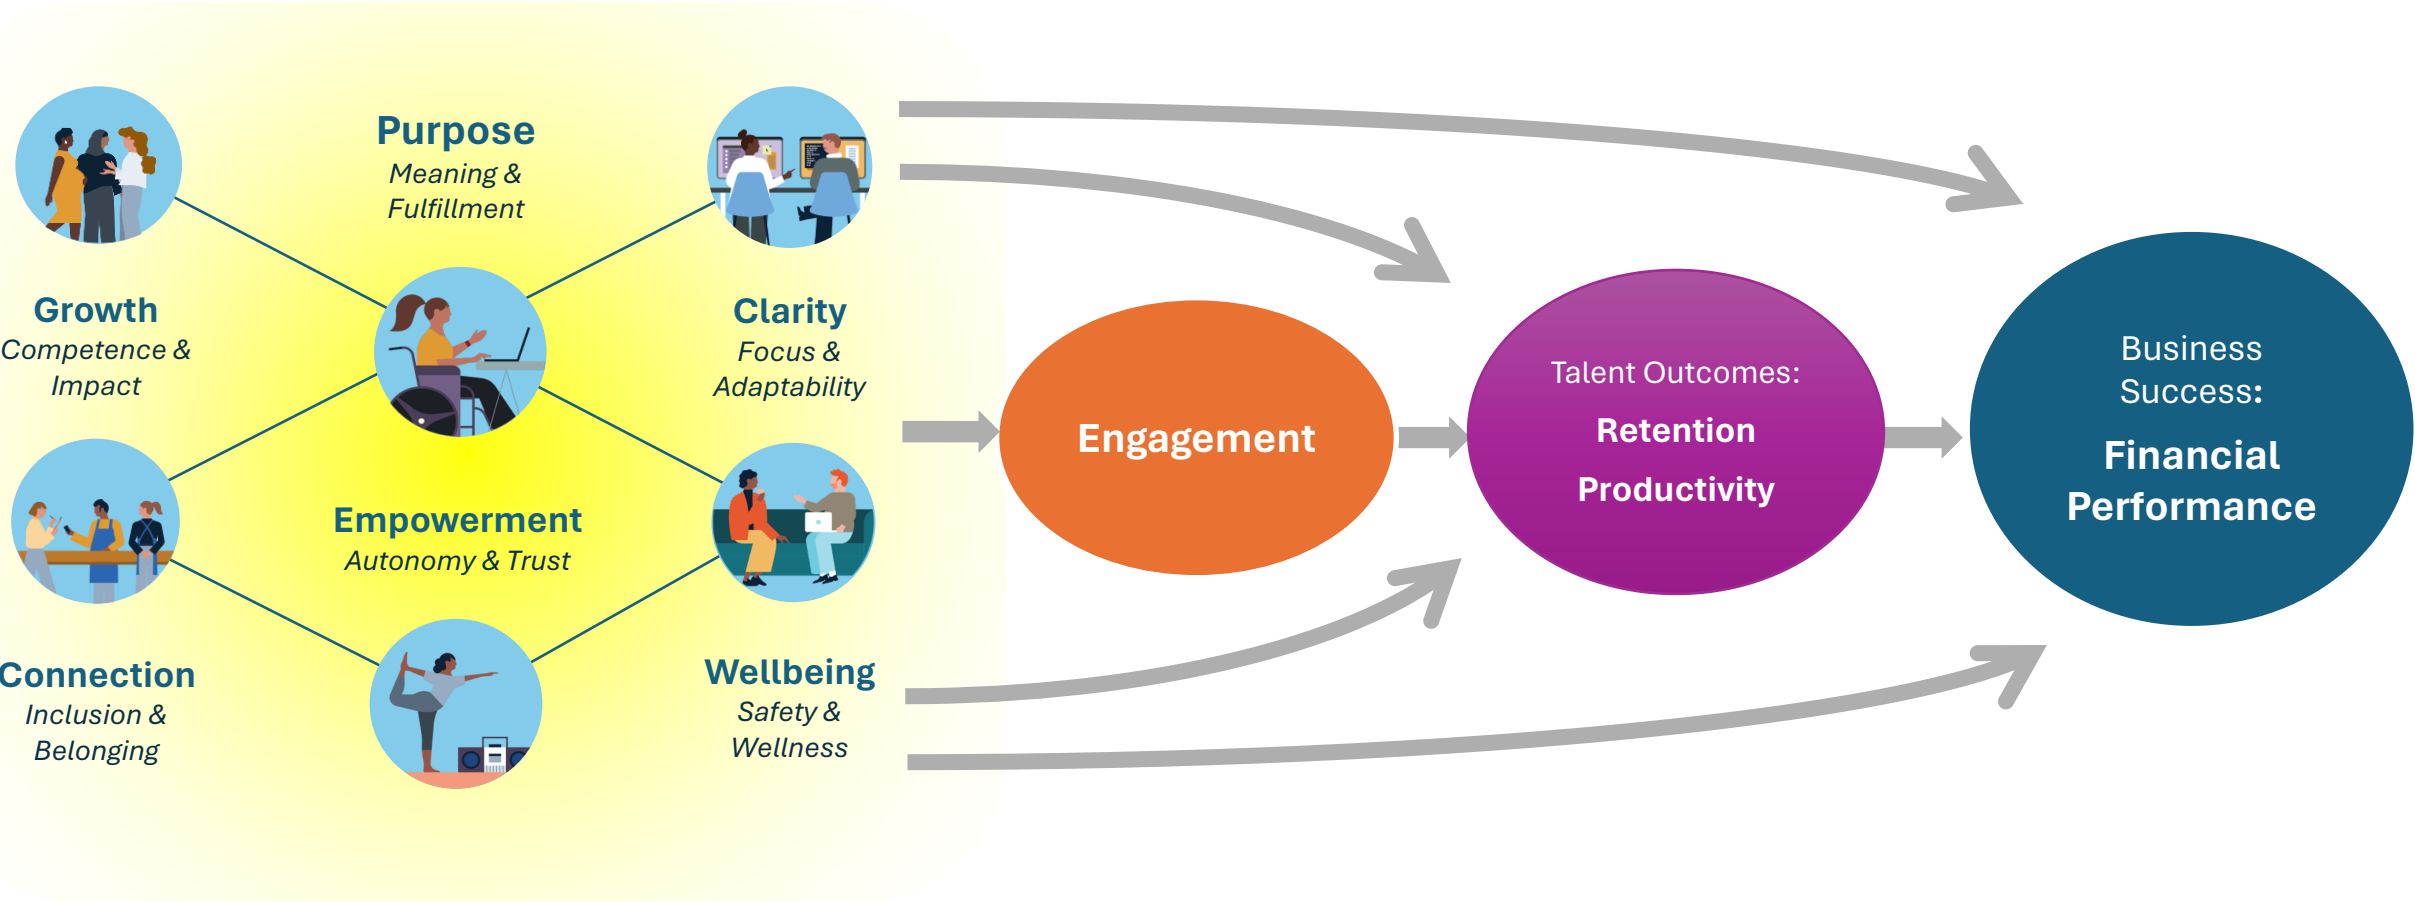 Purpose
Meaning &
Fulfillment
Growth
Competence &
Impact
Clarity
Focus &
Adaptability
Empowerment
Autonomy & Trust
Connection
Inclusion &
Belonging
Wellbeing
Safety &
Wellness
Engagement
Talent Outcomes:
Retention
Productivity
Business
Success:
Financial
Performance